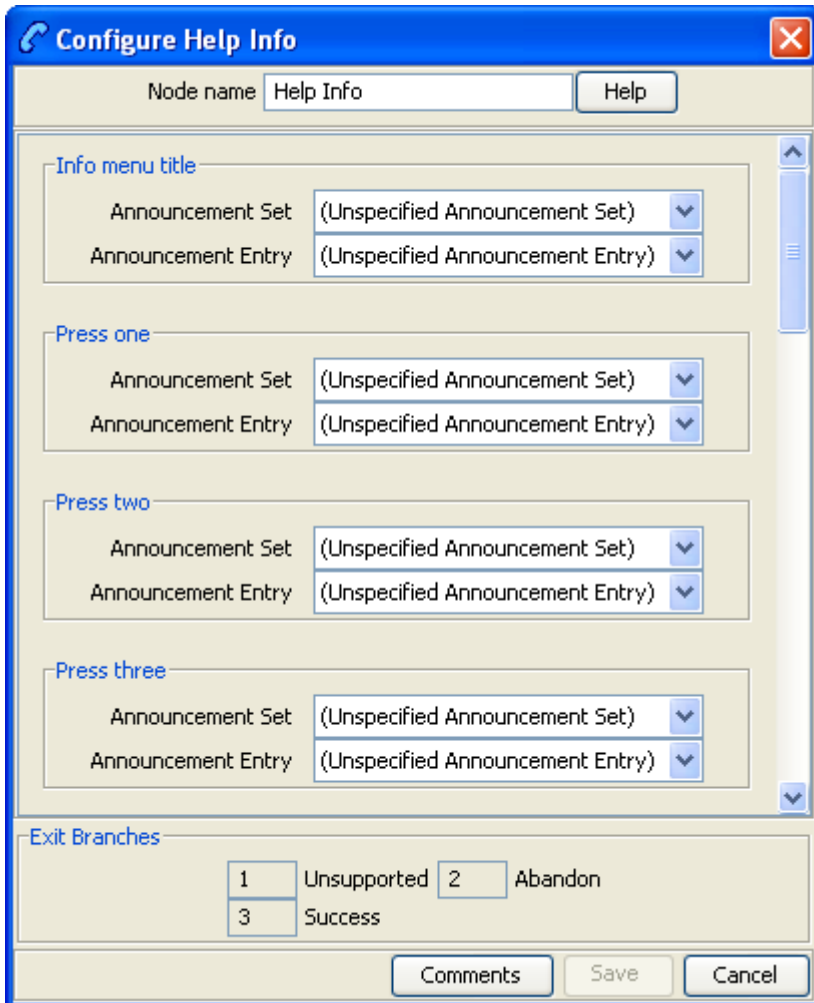 Configure Help Info
Node name Help Info Help
Info menu title
Announcement Set (Unspecified Announcement Set)
Announcement Entry (Unspecified Announcement Entry)
Press one
Announcement Set (Unspecified Announcement Set)
Announcement Entry (Unspecified Announcement Entry)
Press two
Announcement Set (Unspecified Announcement Set)
Announcement Entry (Unspecified Announcement Entry)
Press three
Announcement Set (Unspecified Announcement Set)
Announcement Entry (Unspecified Announcement Entry)
Exit Branches
1 Unsupported 2 Abandon
3 Success
Comments Save Cancel